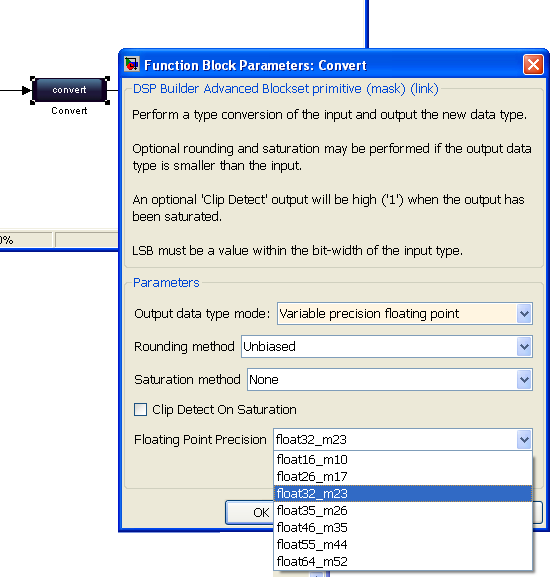 Function Block Parameters: Convert
convert
Convert
DSP Builder Advanced Blockset primitive (mask) (link)
Perform a type conversion of the input and output the new data type.
Optional rounding and saturation may be performed if the output data
type is smaller than the input.
An optional 'Clip Detect' output will be high ('1') when the output has
been saturated.
LSB must be a value within the bit-width of the input type.
0%
Parameters
Output data type mode: Variable precision floating point
Rounding method Unbiased
Saturation method None
Clip Detect On Saturation
Floating Point Precision float32_m23
float16_m10
float26_m17
float32_m23
float35_m26
OK
float46_m35
float55_m44
float64_m52